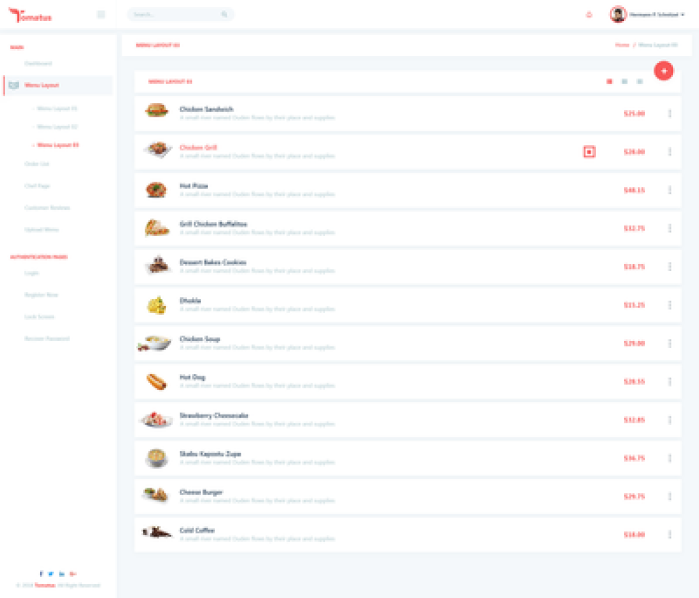 Tomatus
Search...
Hermann P. Schnitzel
MAIN
Dashboard
Menu Layout
Menu Layout 01
Menu Layout 02
Menu Layout 03
Order List
Chef Page
Customer Reviews
Upload Menu
AUTHENTICATION PAGES
Login
Register Now
Lock Screen
Recover Password
MENU LAYOUT 03
Home / Menu Layout 03
MENU LAYOUT 03
Chicken Sandwich
A small river named Duden flows by their place and supplies
$25.00
Chicken Grill
A small river named Duden flows by their place and supplies
$28.00
Hot Pizza
A small river named Duden flows by their place and supplies
$48.15
Grill Chicken Buffalitos
A small river named Duden flows by their place and supplies
$32.75
Dessert Bakes Cookies
A small river named Duden flows by their place and supplies
$18.75
Dhokla
A small river named Duden flows by their place and supplies
$15.25
Chicken Soup
A small river named Duden flows by their place and supplies
$29.00
Hot Dog
A small river named Duden flows by their place and supplies
$28.55
Strawberry Cheesecake
A small river named Duden flows by their place and supplies
$32.85
Skabu Kapootu Zupa
A small river named Duden flows by their place and supplies
$36.75
Cheese Burger
A small river named Duden flows by their place and supplies
$29.75
Cold Coffee
A small river named Duden flows by their place and supplies
$18.00
Tomatus. All Right Reserved